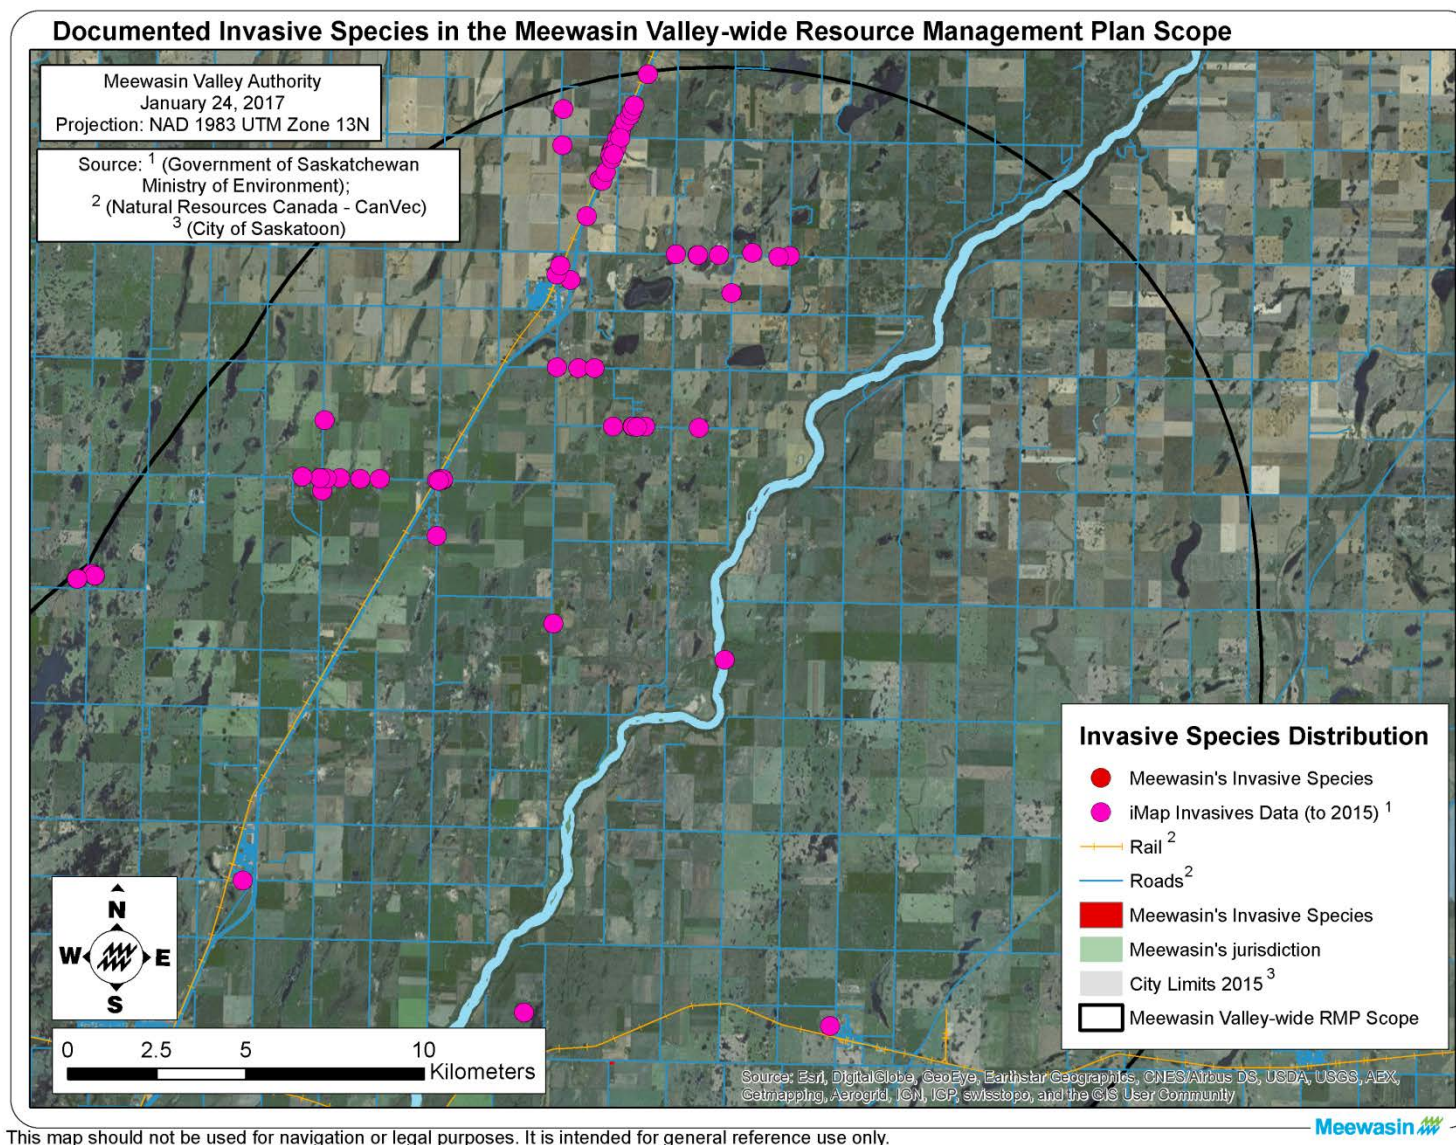 Documented Invasive Species in the Meewasin Valley-wide Resource Management Plan Scope
Meewasin Valley Authority
January 24, 2017
Projection: NAD 1983 UTM Zone 13N
Source: 1 (Government of Saskatchewan
Ministry of Environment);
2 (Natural Resources Canada - CanVec)
3 (City of Saskatoon)
Invasive Species Distribution
Meewasin's Invasive Species
iMap Invasives Data (to 2015) 1
Rail 2
Roads2
Meewasin's Invasive Species
Meewasin's jurisdiction
City Limits 2015 3
Meewasin Valley-wide RMP Scope
N
W E
S
0 2.5 5 10
Kilometers
Source: Esri, DigitalGlobe, GeoEye, Earthstar Geographics, CNES/Airbus DS, USDA, USGS, AEX,
Getmapping, Aerogrid, IGN, IGP, swisstopo, and the GIS User Community
Meewasin
This map should not be used for navigation or legal purposes. It is intended for general reference use only.